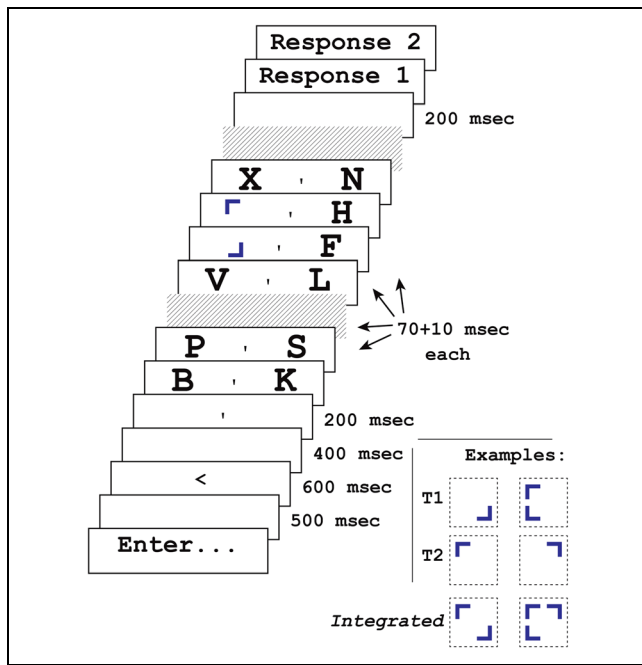 Response 2
Response 1
200 msec
X ' N
' H
' F
V ' L
70+10 msec
each
P ' S
B ' K
'
200 msec
400 msec
<
600 msec
500 msec
Enter...
Examples:
T1
T2
Integrated